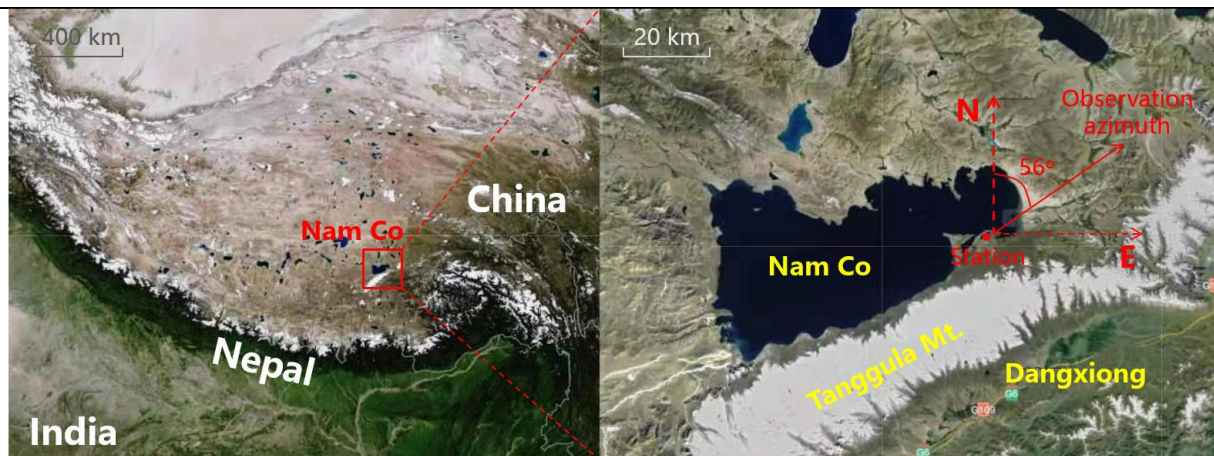 400 km
China
Nam Co
Nepal
India
20 km
N
Observation
azimuth
56°
Station
E
Nam Co
Tanggula Mt.
Dangxiong
G6
G109
G6